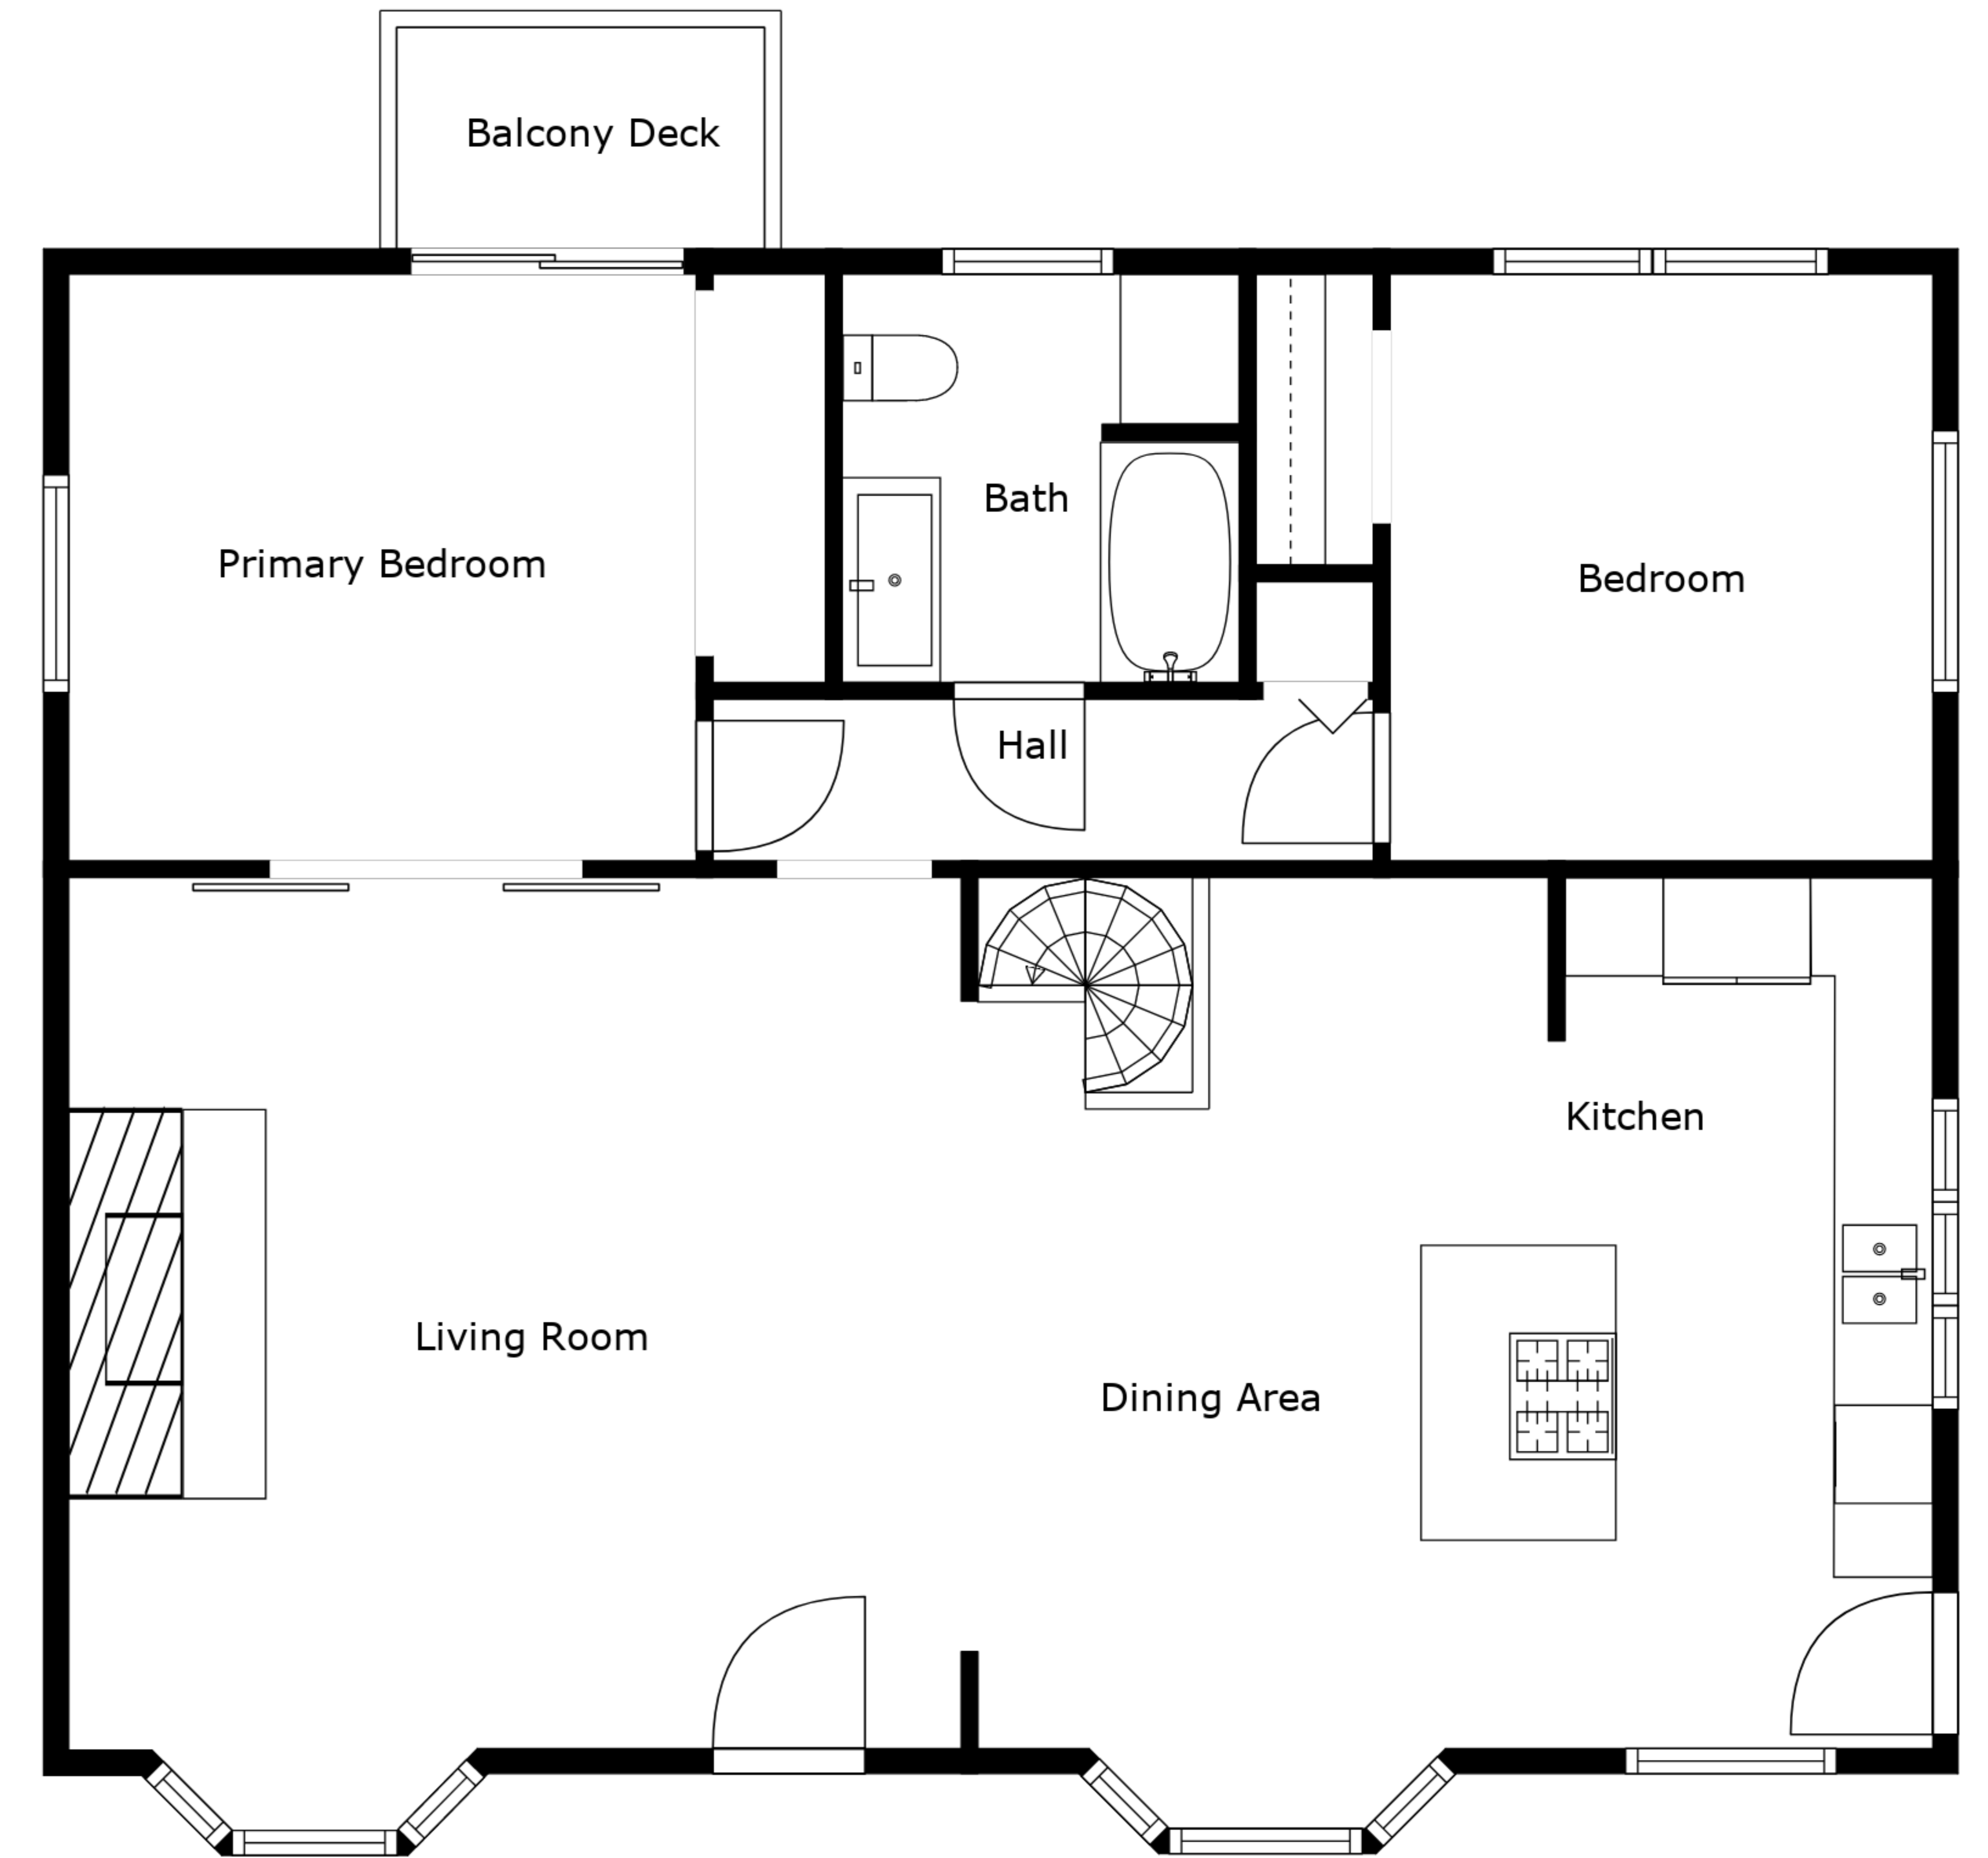 Balcony Deck
Bath
Primary Bedroom
Bedroom
Hall
Kitchen
Living Room
Dining Area